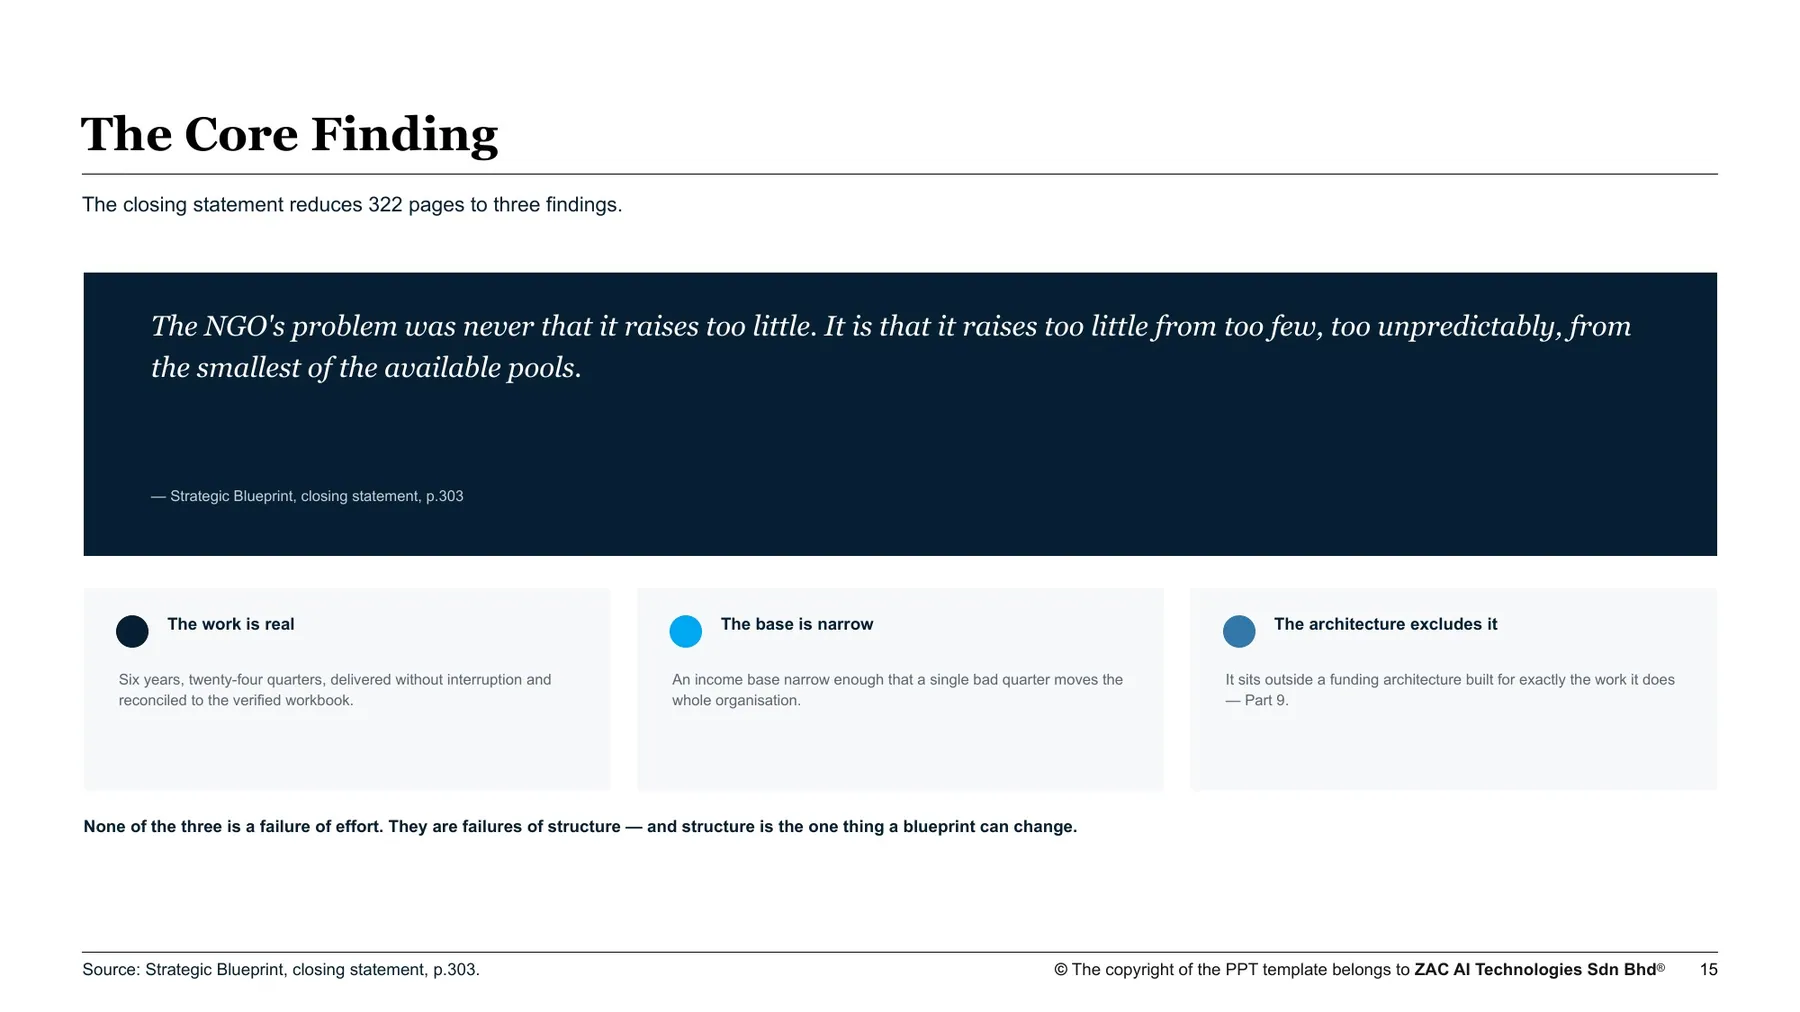 The Core Finding
The closing statement reduces 322 pages to three findings.
The NGO's problem was never that it raises too little. It is that it raises too little from too few, too unpredictably, from
the smallest of the available pools.
— Strategic Blueprint, closing statement, p.303
The work is real
Six years, twenty-four quarters, delivered without interruption and
reconciled to the verified workbook.
The base is narrow
An income base narrow enough that a single bad quarter moves the
whole organisation.
The architecture excludes it
It sits outside a funding architecture built for exactly the work it does
— Part 9.
None of the three is a failure of effort. They are failures of structure — and structure is the one thing a blueprint can change.
Source: Strategic Blueprint, closing statement, p.303.
© The copyright of the PPT template belongs to ZAC AI Technologies Sdn Bhd®
15